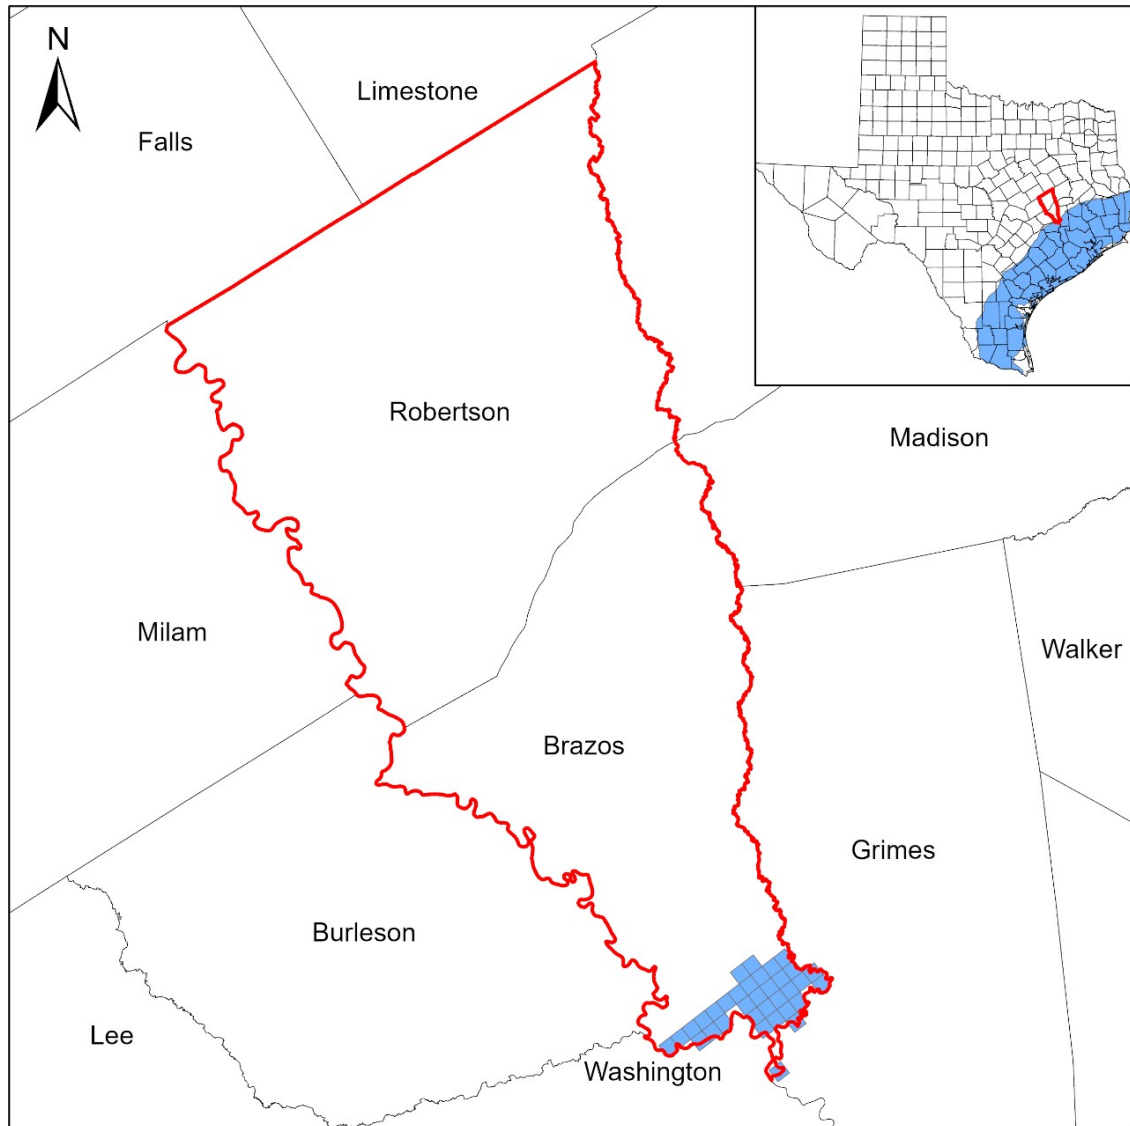 N
Limestone
Falls
Robertson
Madison
Milam
Walker
Brazos
Grimes
Burleson
Lee
Washington